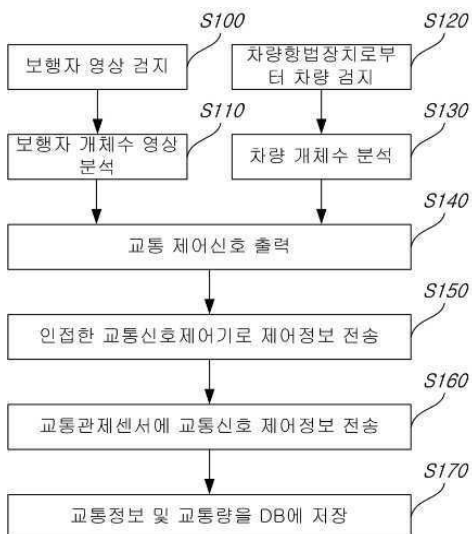 S100
보행자 영상 검지
S120
차량항법장치로부
터 차량 검지
S110
보행자 개체수 영상
분석
S130
차량 개체수 분석
S140
교통 제어신호 출력
S150
인접한 교통신호제어기로 제어정보 전송
S160
교통관제센서에 교통신호 제어정보 전송
S170
교통정보 및 교통량을 DB에 저장